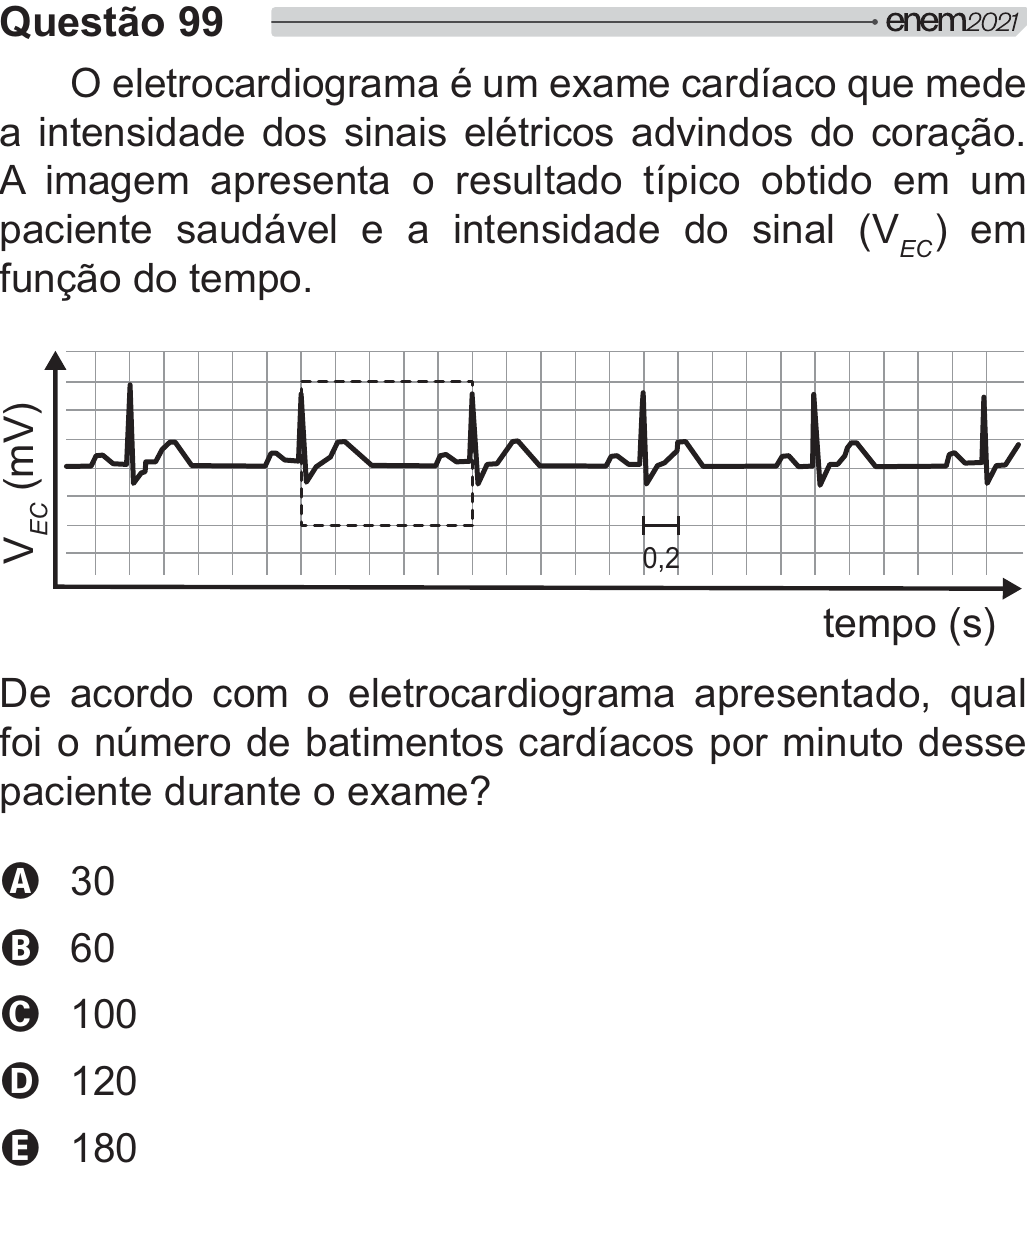 Questão 99
enem2021
O eletrocardiograma é um exame cardíaco que mede
a intensidade dos sinais elétricos advindos do coração.
A imagem apresenta o resultado típico obtido em um
paciente saudável e a intensidade do sinal (V_EC) em
função do tempo.
V_EC (mV)
0,2
tempo (s)
De acordo com o eletrocardiograma apresentado, qual
foi o número de batimentos cardíacos por minuto desse
paciente durante o exame?
A 30
B 60
C 100
D 120
E 180